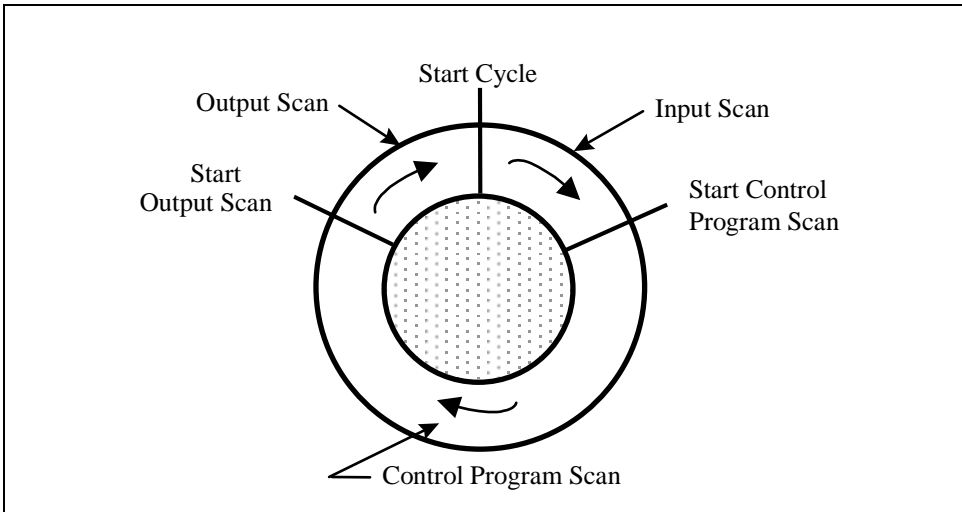 Start Cycle
Output Scan
Input Scan
Start
Output Scan
Start Control
Program Scan
Control Program Scan